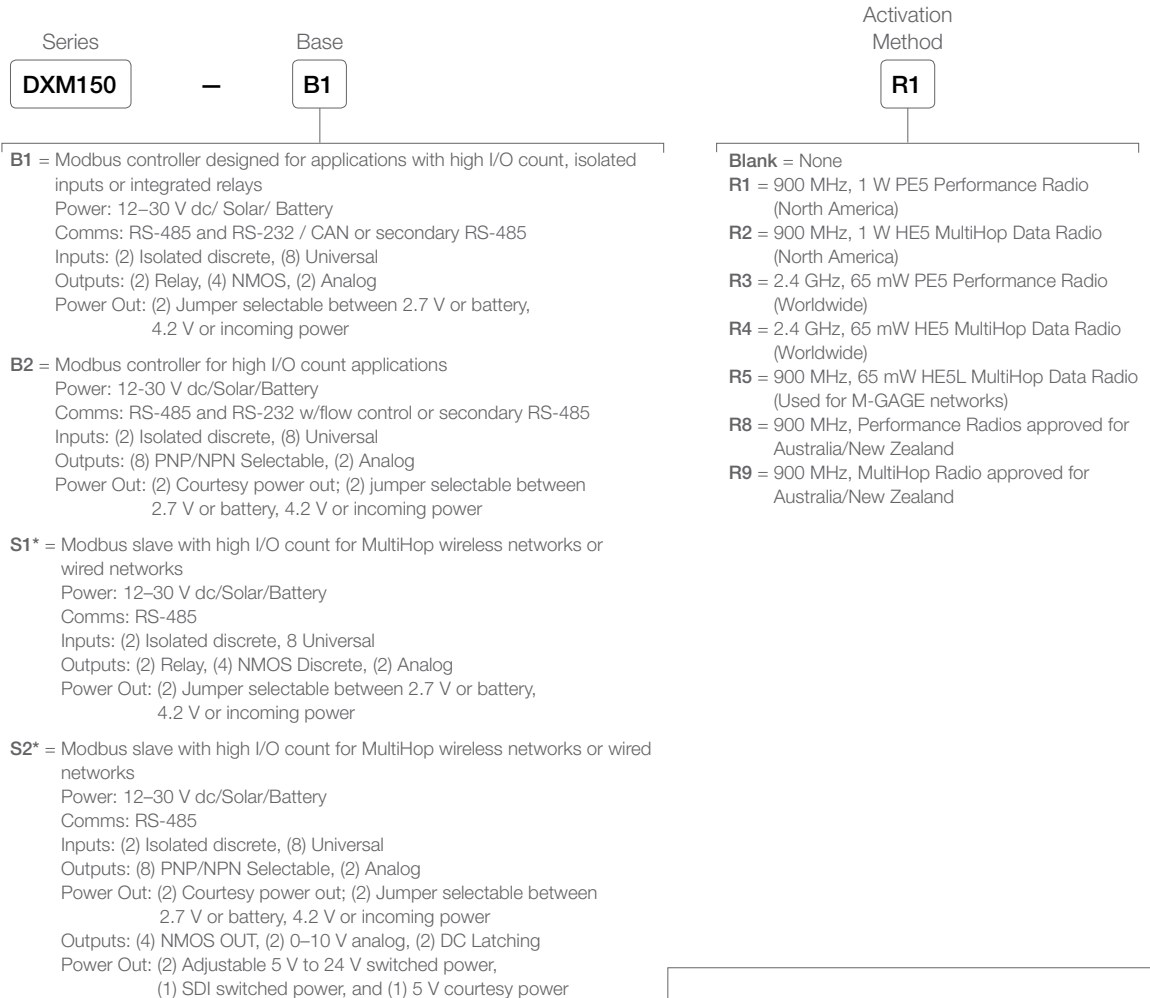 Series
Base
Activation
Method
DXM150
–
B1
R1
B1 = Modbus controller designed for applications with high I/O count, isolated
inputs or integrated relays
Power: 12–30 V dc/ Solar/ Battery
Comms: RS-485 and RS-232 / CAN or secondary RS-485
Inputs: (2) Isolated discrete, (8) Universal
Outputs: (2) Relay, (4) NMOS, (2) Analog
Power Out: (2) Jumper selectable between 2.7 V or battery,
4.2 V or incoming power
B2 = Modbus controller for high I/O count applications
Power: 12-30 V dc/Solar/Battery
Comms: RS-485 and RS-232 w/flow control or secondary RS-485
Inputs: (2) Isolated discrete, (8) Universal
Outputs: (8) PNP/NPN Selectable, (2) Analog
Power Out: (2) Courtesy power out; (2) jumper selectable between
2.7 V or battery, 4.2 V or incoming power
S1* = Modbus slave with high I/O count for MultiHop wireless networks or
wired networks
Power: 12–30 V dc/Solar/Battery
Comms: RS-485
Inputs: (2) Isolated discrete, 8 Universal
Outputs: (2) Relay, (4) NMOS Discrete, (2) Analog
Power Out: (2) Jumper selectable between 2.7 V or battery,
4.2 V or incoming power
S2* = Modbus slave with high I/O count for MultiHop wireless networks or wired
networks
Power: 12–30 V dc/Solar/Battery
Comms: RS-485
Inputs: (2) Isolated discrete, (8) Universal
Outputs: (8) PNP/NPN Selectable, (2) Analog
Power Out: (2) Courtesy power out; (2) Jumper selectable between
2.7 V or battery, 4.2 V or incoming power
Outputs: (4) NMOS OUT, (2) 0–10 V analog, (2) DC Latching
Power Out: (2) Adjustable 5 V to 24 V switched power,
(1) SDI switched power, and (1) 5 V courtesy power
Blank = None
R1 = 900 MHz, 1 W PE5 Performance Radio
(North America)
R2 = 900 MHz, 1 W HE5 MultiHop Data Radio
(North America)
R3 = 2.4 GHz, 65 mW PE5 Performance Radio
(Worldwide)
R4 = 2.4 GHz, 65 mW HE5 MultiHop Data Radio
(Worldwide)
R5 = 900 MHz, 65 mW HE5L MultiHop Data Radio
(Used for M-GAGE networks)
R8 = 900 MHz, Performance Radios approved for
Australia/New Zealand
R9 = 900 MHz, MultiHop Radio approved for
Australia/New Zealand